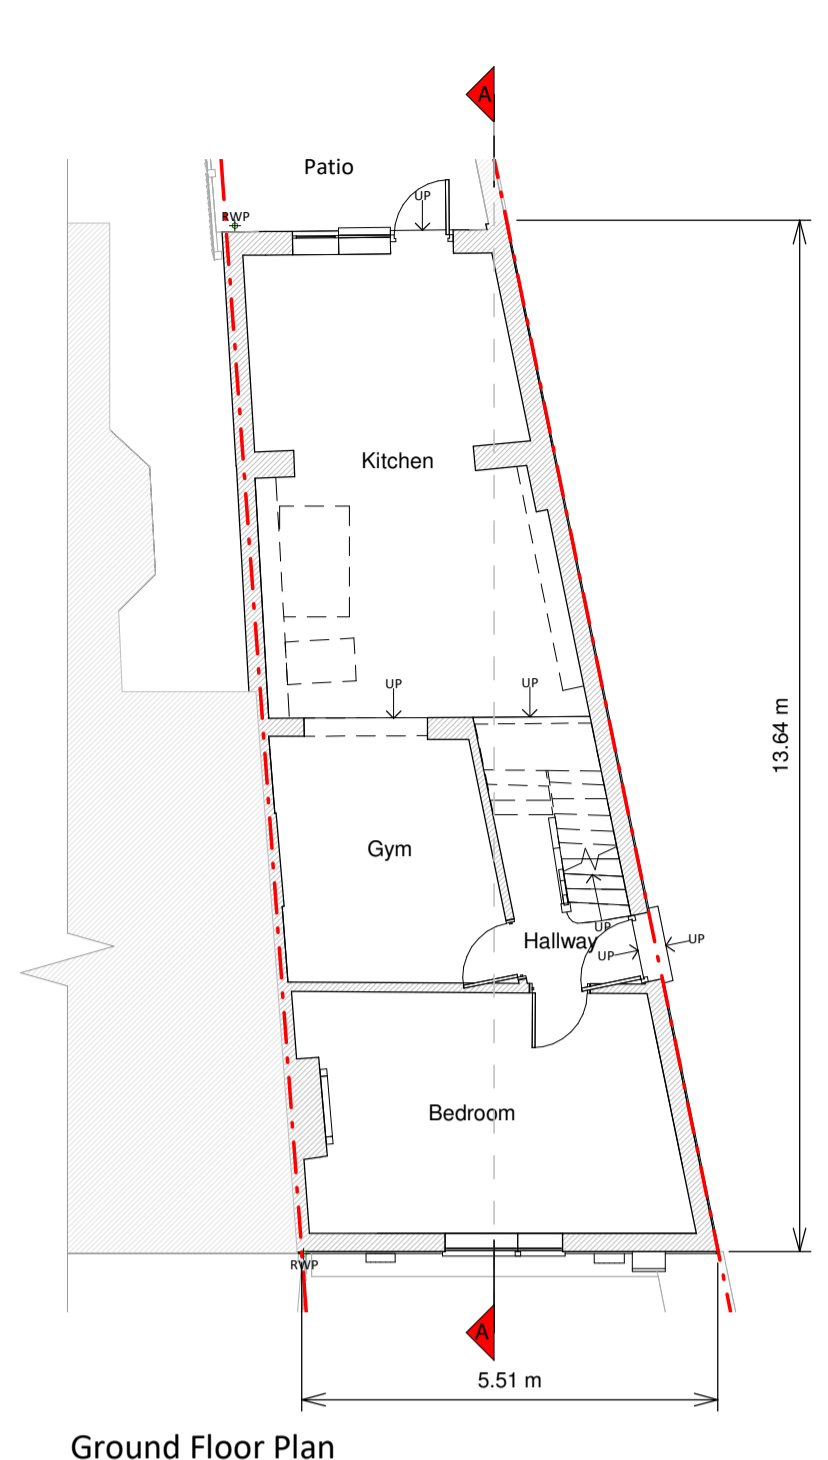 A
Patio
UP
RWP
Kitchen
UP
UP
13.64 m
Gym
UP
Hallway
UP
UP
Bedroom
RWP
A
5.51 m
Ground Floor Plan